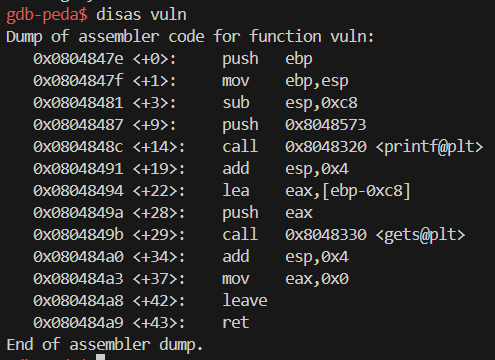 gdb-peda$ disas vuln
Dump of assembler code for function vuln:
   0x0804847e <+0>:     push   ebp
   0x0804847f <+1>:     mov    ebp,esp
   0x08048481 <+3>:     sub    esp,0xc8
   0x08048487 <+9>:     push   0x8048573
   0x0804848c <+14>:    call   0x8048320 <printf@plt>
   0x08048491 <+19>:    add    esp,0x4
   0x08048494 <+22>:    lea    eax,[ebp-0xc8]
   0x0804849a <+28>:    push   eax
   0x0804849b <+29>:    call   0x8048330 <gets@plt>
   0x080484a0 <+34>:    add    esp,0x4
   0x080484a3 <+37>:    mov    eax,0x0
   0x080484a8 <+42>:    leave
   0x080484a9 <+43>:    ret
End of assembler dump.